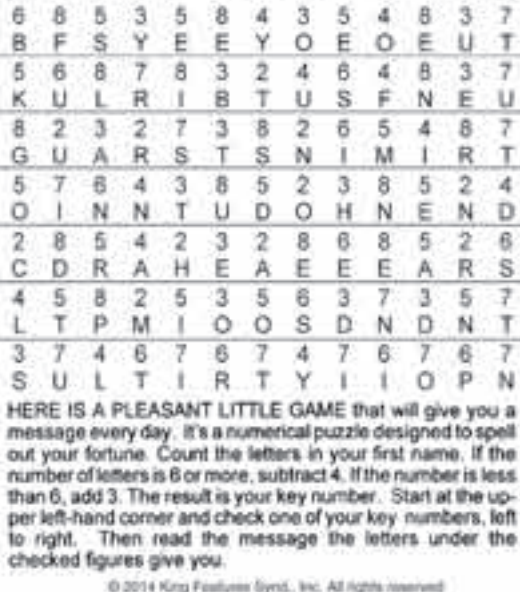 6 8 5 3 5 8 4 3 5 4 8 3 7
B F S Y E E Y O E O E U T
5 6 8 7 8 3 2 4 6 4 8 3 7
K U L R I B T U S F N E U
8 2 3 2 7 3 8 2 6 5 4 8 7
G U A R S T S N I M I R T
5 7 6 4 3 8 5 2 3 8 5 2 4
O I N N T U D O H N E N D
2 8 5 4 2 3 2 8 6 8 5 2 6
C D R A H E A E E E A R S
4 5 8 2 5 3 5 6 3 7 3 5 7
L T P M I O O S D N D N T
3 7 4 6 7 6 7 4 7 6 7 6 7
S U L T I R T Y I I O P N
HERE IS A PLEASANT LITTLE GAME that will give you a
message every day. It's a numerical puzzle designed to spell
out your fortune. Count the letters in your first name. If the
number of letters is 6 or more, subtract 4. If the number is less
than 6, add 3. The result is your key number. Start at the up-
per left-hand corner and check one of your key numbers, left
to right. Then read the message the letters under the
checked figures give you.
© 2014 King Features Synd., Inc. All rights reserved